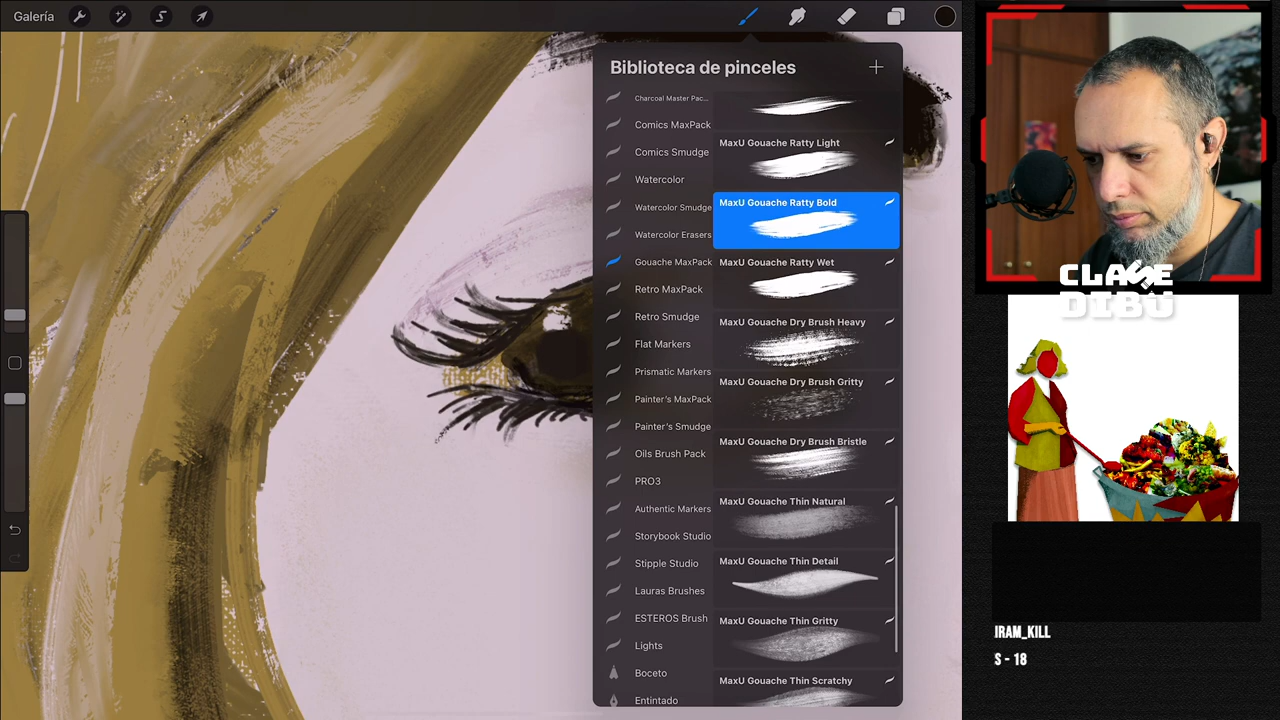 Galería
Biblioteca de pinceles
Charcoal Master Pac...
Comics MaxPack
Comics Smudge
Watercolor
Watercolor Smudge
Watercolor Erasers
Gouache MaxPack
Retro MaxPack
Retro Smudge
Flat Markers
Prismatic Markers
Painter's MaxPack
Painter's Smudge
Oils Brush Pack
PRO3
Authentic Markers
Storybook Studio
Stipple Studio
Lauras Brushes
ESTEROS Brush
Lights
Boceto
Entintado
MaxU Gouache Ratty Light
MaxU Gouache Ratty Bold
MaxU Gouache Ratty Wet
MaxU Gouache Dry Brush Heavy
MaxU Gouache Dry Brush Gritty
MaxU Gouache Dry Brush Bristle
MaxU Gouache Thin Natural
MaxU Gouache Thin Detail
MaxU Gouache Thin Gritty
MaxU Gouache Thin Scratchy
CLASE
DIBU
IRAM_KILL
S - 18